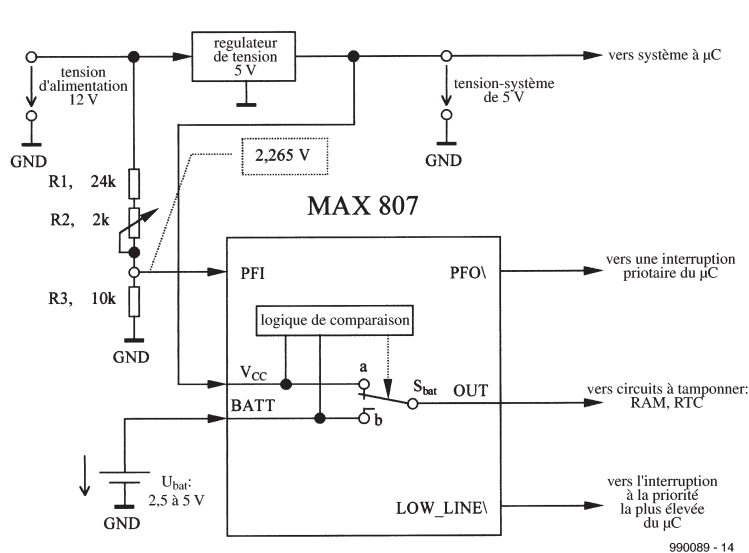 regulateur
de tension
5 V
vers système à µC
tension
d'alimentation
12 V
tension-système
de 5 V
GND
GND
2,265 V
R1, 24k
R2, 2k
R3, 10k
GND
MAX 807
PFI
PFO\
vers une interruption
priotaire du µC
logique de comparaison
VCC
a
Sbat
OUT
BATT
b
vers circuits à tamponner:
RAM, RTC
Ubat:
2,5 à 5 V
GND
LOW_LINE\
vers l'interruption
à la priorité
la plus élevée
du µC
990089 - 14